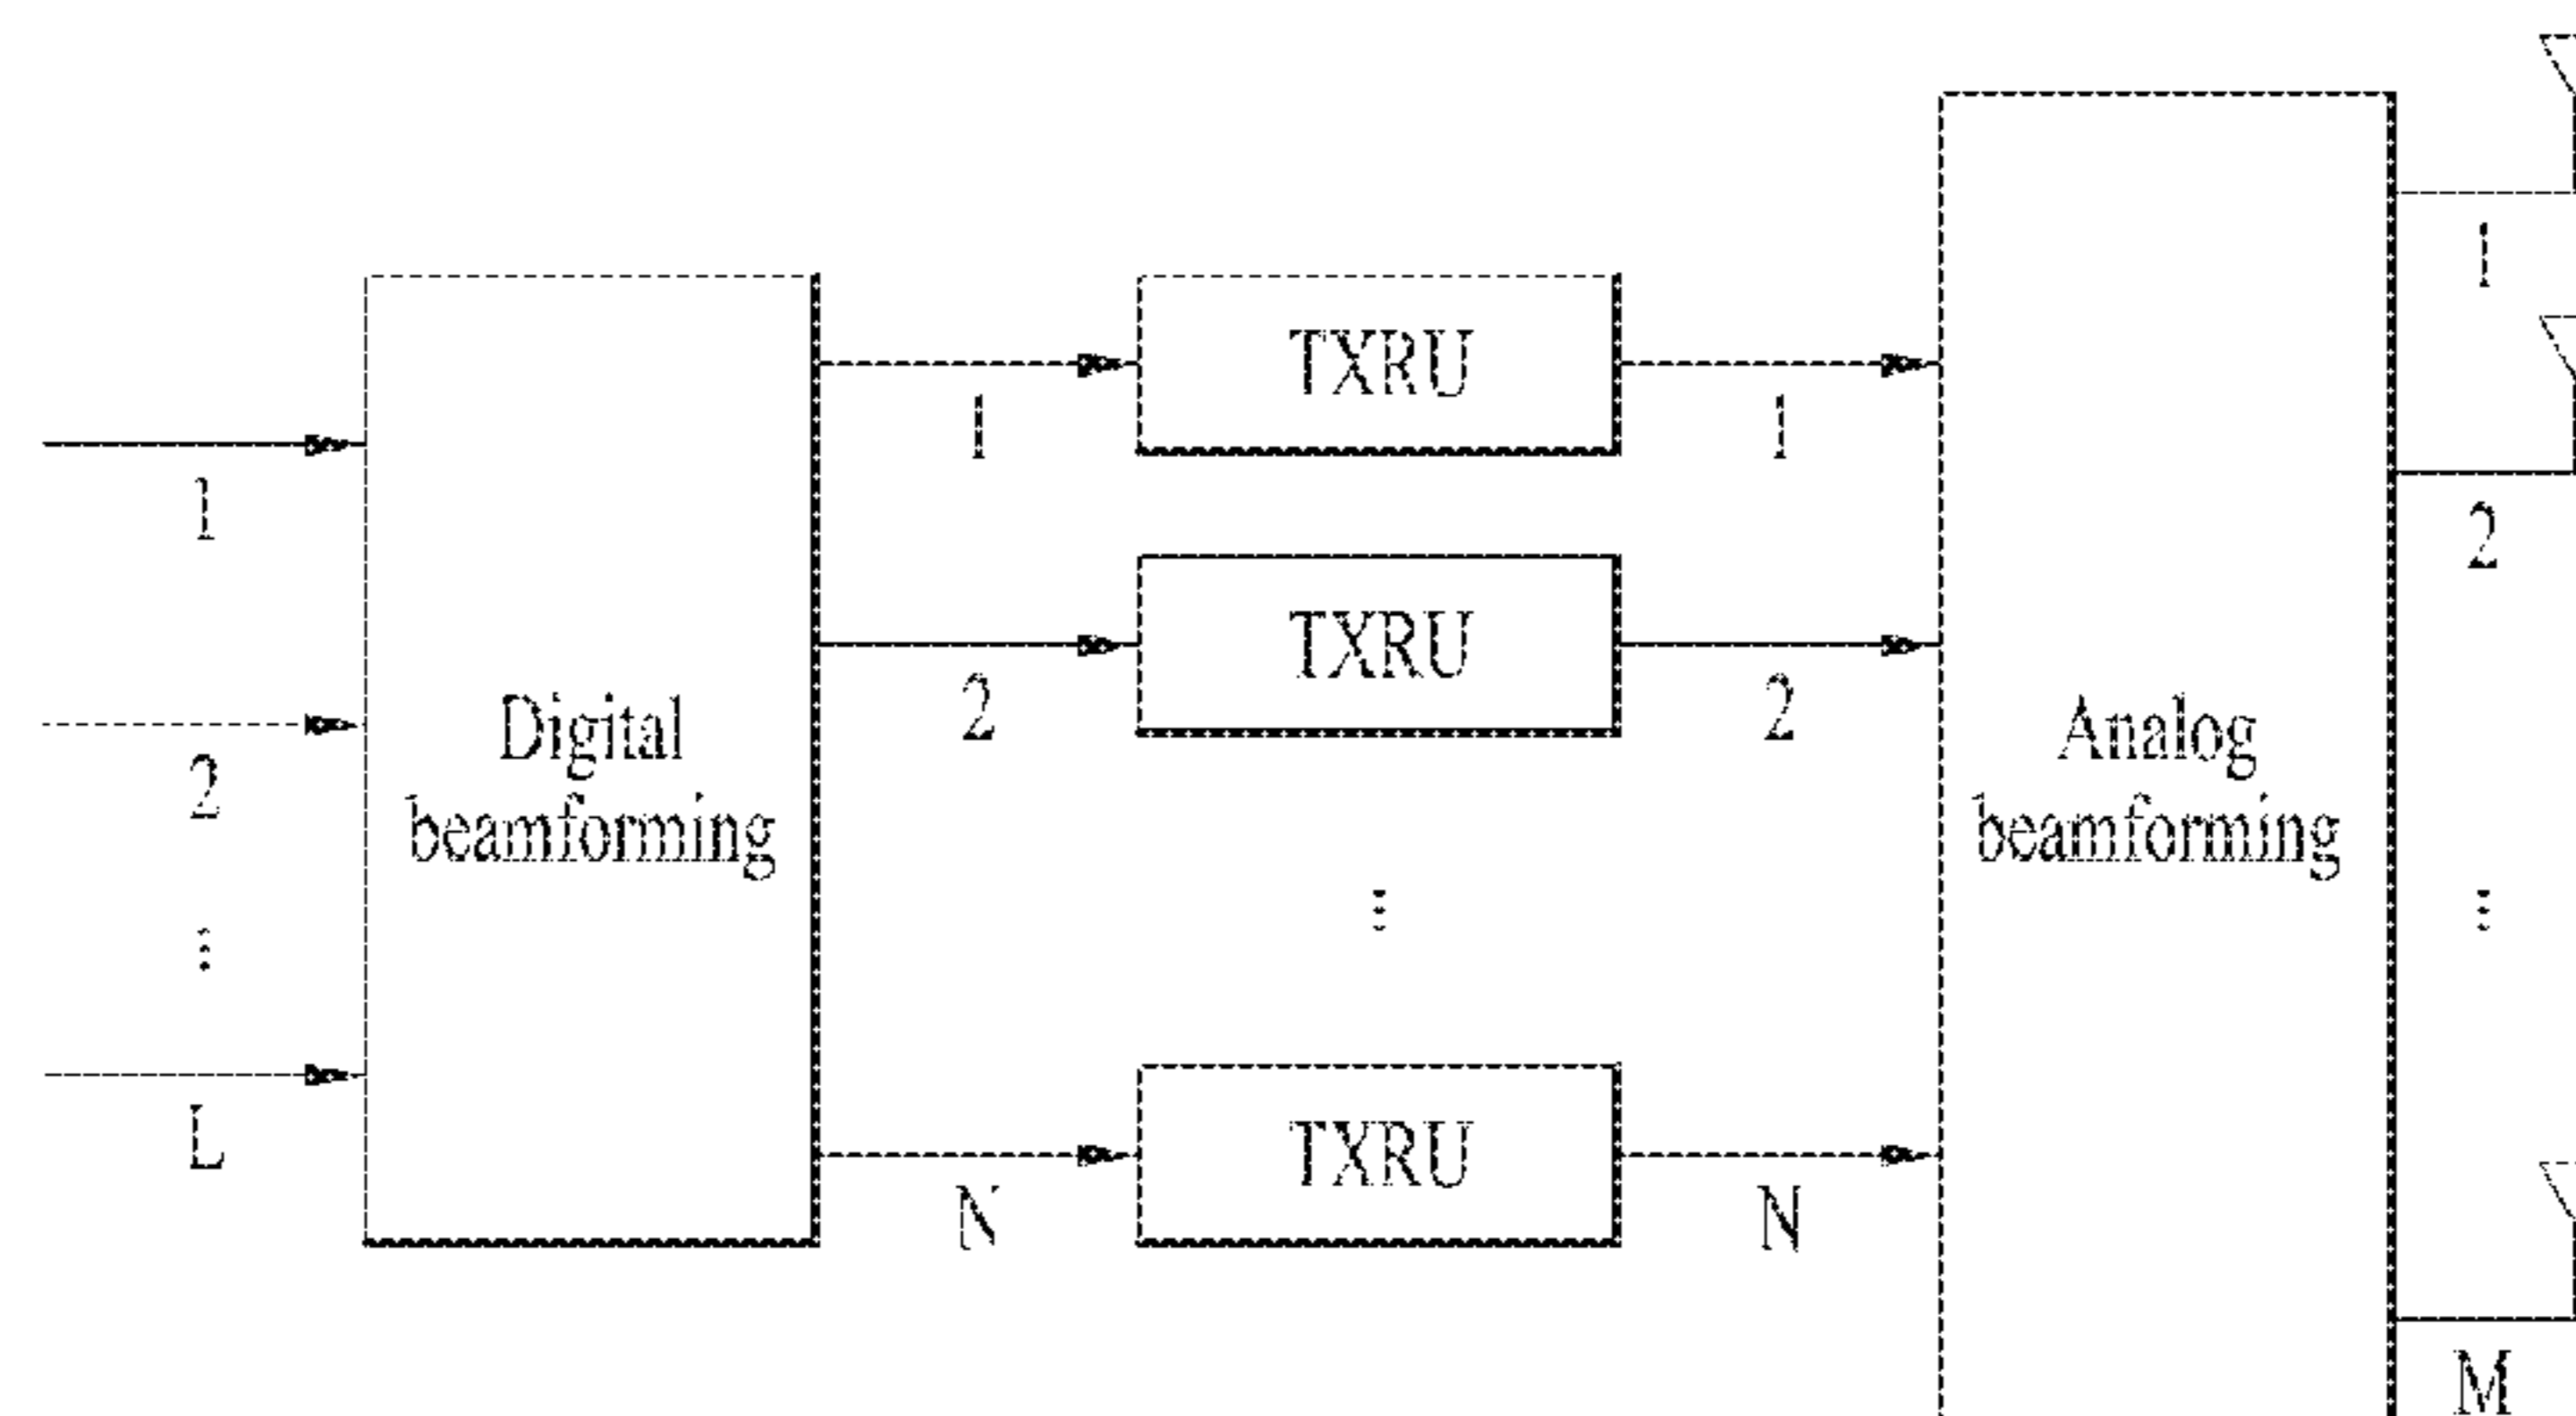 1
2
⋮
L
Digital
beamforming
1
2
N
TXRU
TXRU
⋮
TXRU
1
2
N
Analog
beamforming
1
2
⋮
M